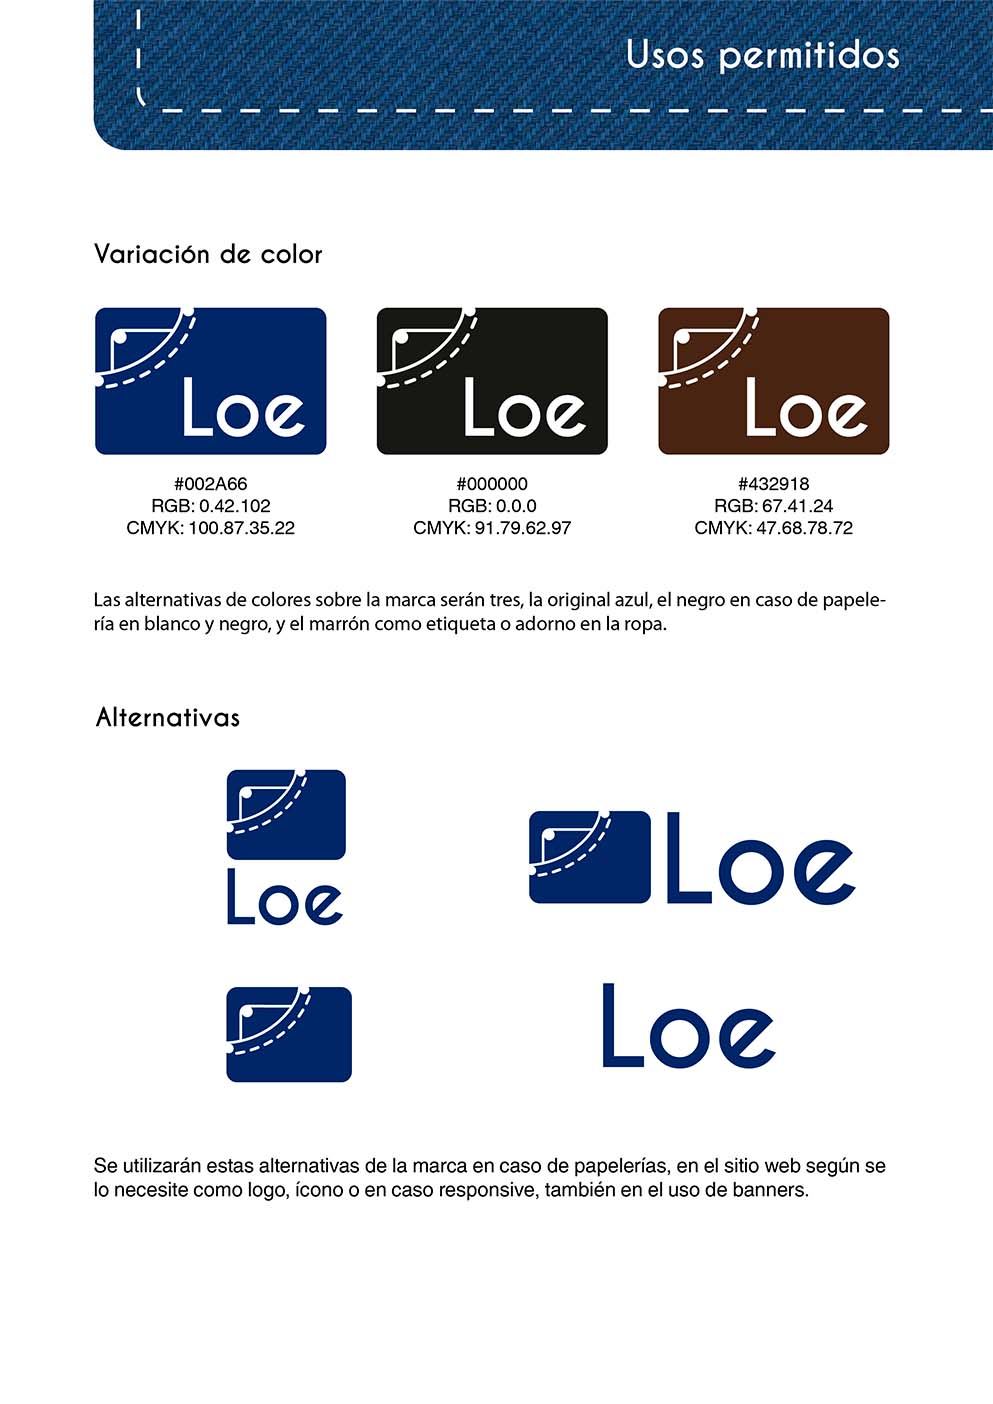 Usos permitidos
Variación de color
Loe
Loe
Loe
#002A66
RGB: 0.42.102
CMYK: 100.87.35.22
#000000
RGB: 0.0.0
CMYK: 91.79.62.97
#432918
RGB: 67.41.24
CMYK: 47.68.78.72
Las alternativas de colores sobre la marca serán tres, la original azul, el negro en caso de papele-
ría en blanco y negro, y el marrón como etiqueta o adorno en la ropa.
Alternativas
Loe
Loe
Loe
Se utilizarán estas alternativas de la marca en caso de papelerías, en el sitio web según se
lo necesite como logo, ícono o en caso responsive, también en el uso de banners.